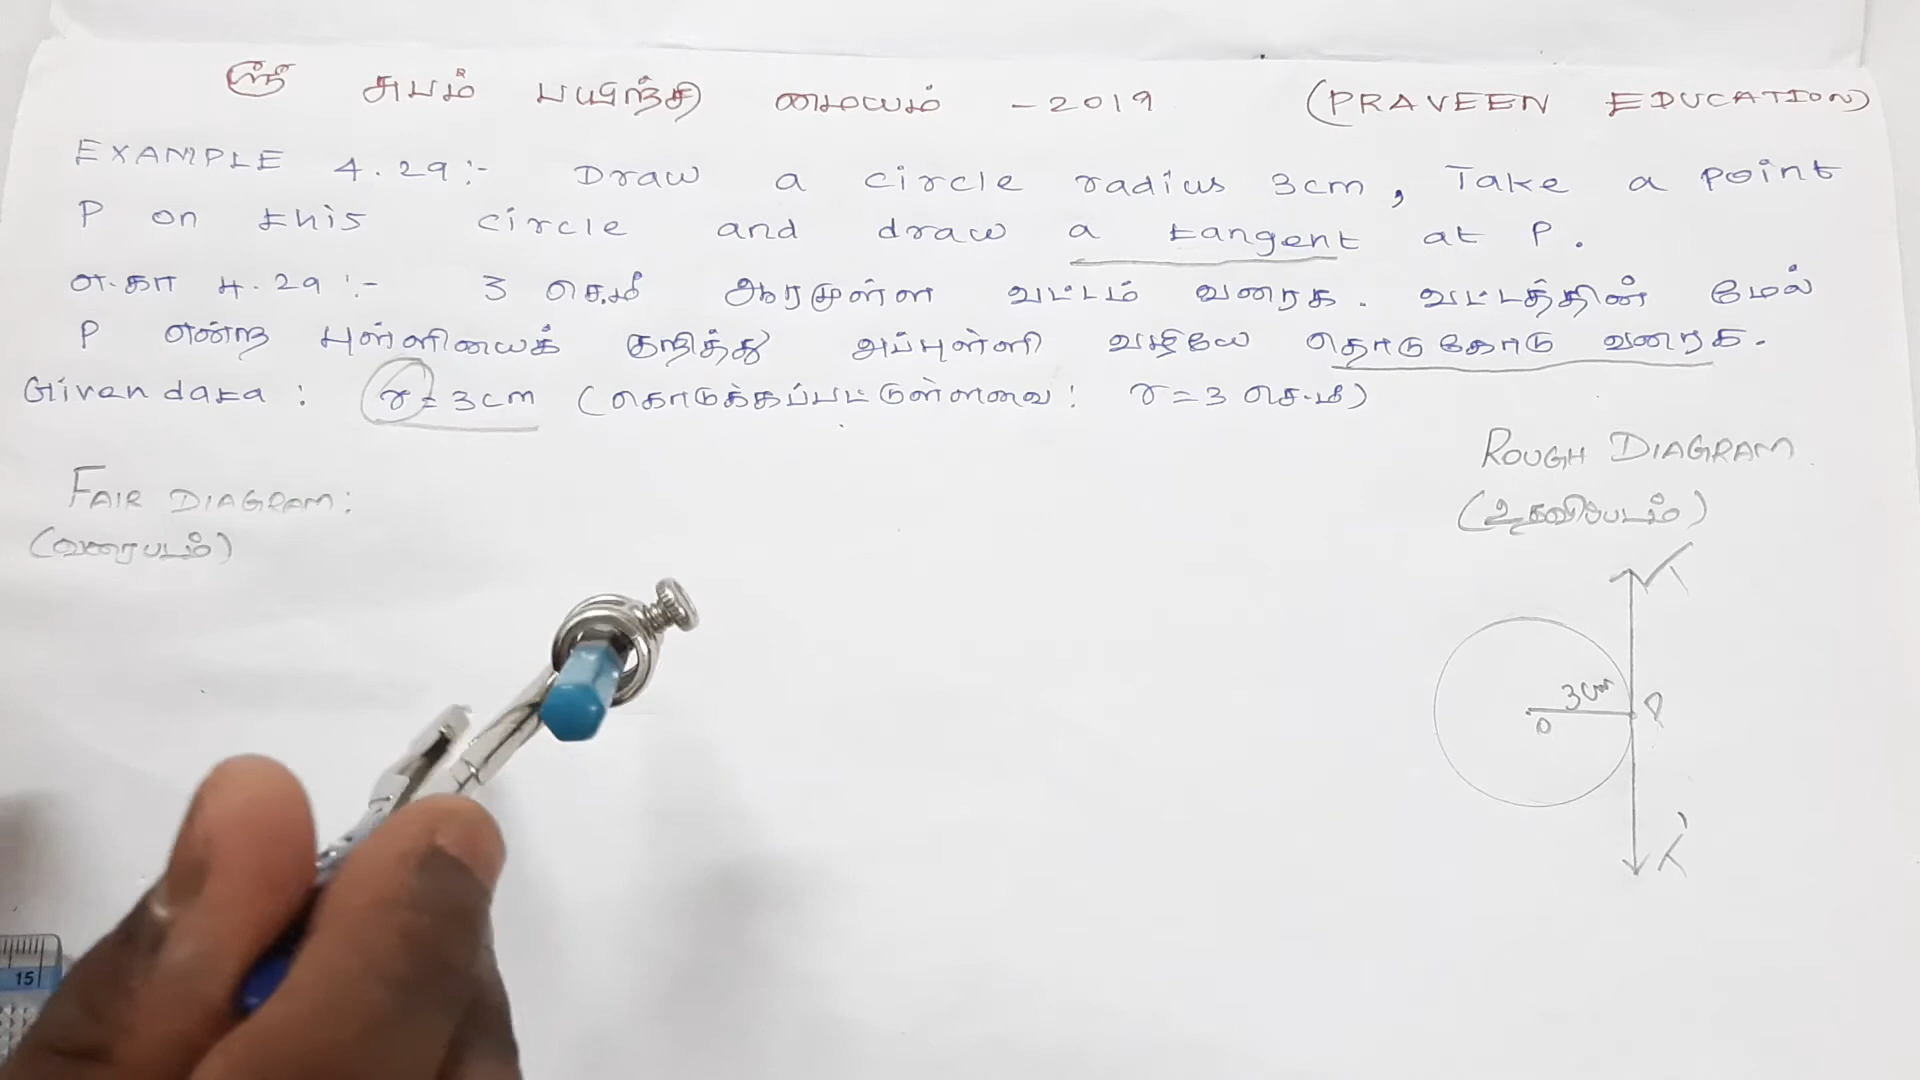 ஸ்ரீ சுபம் பயிற்சி மையம் - 2019 (PRAVEEN EDUCATION)
EXAMPLE 4.29:- Draw a circle radius 3cm, Take a point
P on this circle and draw a tangent at P.
எ.கா 4.29:- 3 செ.மீ ஆரமுள்ள வட்டம் வரைக. வட்டத்தின் மேல்
P என்ற புள்ளியைக் குறித்து அப்புள்ளி வழியே தொடுகோடு வரைக.
Given data: r = 3cm (கொடுக்கப்பட்டுள்ளவை: r = 3 செ.மீ)
ROUGH DIAGRAM
(உதவிப்படம்)
FAIR DIAGRAM:
(வரைபடம்)
T
3cm
O P
T'
15